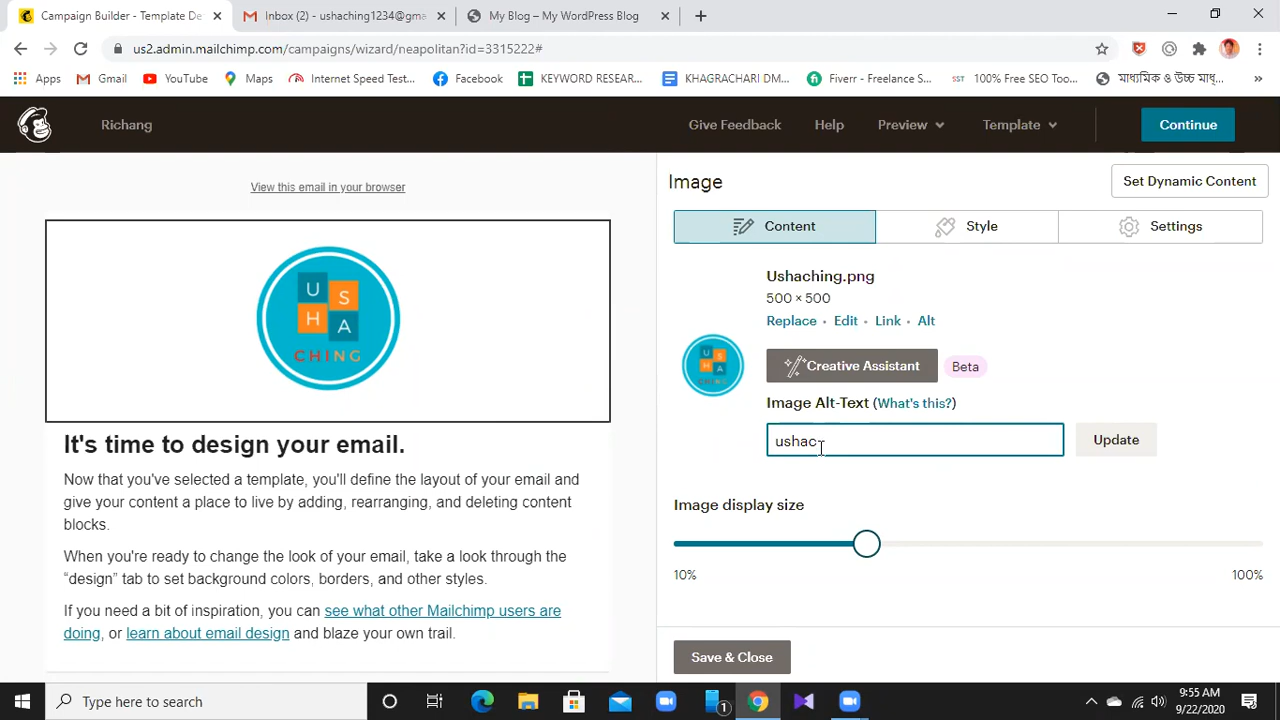 Campaign Builder - Template De
Inbox (2) - ushaching1234@gma
My Blog – My WordPress Blog
us2.admin.mailchimp.com/campaigns/wizard/neapolitan?id=3315222#
Apps
Gmail
YouTube
Maps
Internet Speed Test...
Facebook
KEYWORD RESEAR...
KHAGRACHARI DM...
Fiverr - Freelance S...
SST
100% Free SEO Too...
মাধ্যমিক ও উচ্চ মাধ্...
»
Richang
Give Feedback
Help
Preview
Template
Continue
View this email in your browser
U
S
H
A
CHING
It's time to design your email.
Now that you've selected a template, you'll define the layout of your email and
give your content a place to live by adding, rearranging, and deleting content
blocks.
When you're ready to change the look of your email, take a look through the
“design” tab to set background colors, borders, and other styles.
If you need a bit of inspiration, you can see what other Mailchimp users are
doing, or learn about email design and blaze your own trail.
Image
Set Dynamic Content
Content
Style
Settings
Ushaching.png
500 × 500
Replace • Edit • Link • Alt
U
S
H
A
CHING
Creative Assistant
Beta
Image Alt-Text (What's this?)
ushac
Update
Image display size
10%
100%
Save & Close
Type here to search
1
9:55 AM
9/22/2020